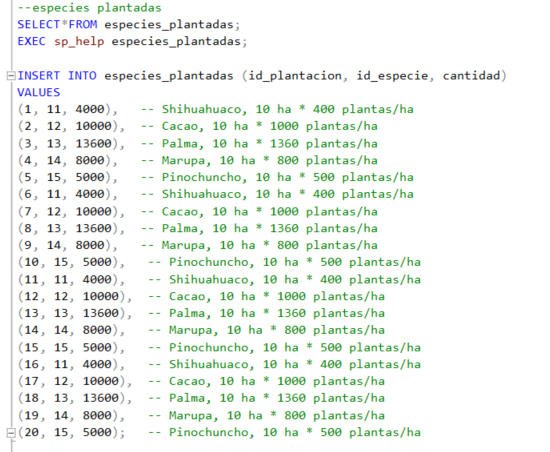 --especies plantadas
SELECT*FROM especies_plantadas;
EXEC sp_help especies_plantadas;
INSERT INTO especies_plantadas (id_plantacion, id_especie, cantidad)
VALUES
(1, 11, 4000),   -- Shihuahuaco, 10 ha * 400 plantas/ha
(2, 12, 10000),  -- Cacao, 10 ha * 1000 plantas/ha
(3, 13, 13600),  -- Palma, 10 ha * 1360 plantas/ha
(4, 14, 8000),   -- Marupa, 10 ha * 800 plantas/ha
(5, 15, 5000),   -- Pinochuncho, 10 ha * 500 plantas/ha
(6, 11, 4000),   -- Shihuahuaco, 10 ha * 400 plantas/ha
(7, 12, 10000),  -- Cacao, 10 ha * 1000 plantas/ha
(8, 13, 13600),  -- Palma, 10 ha * 1360 plantas/ha
(9, 14, 8000),   -- Marupa, 10 ha * 800 plantas/ha
(10, 15, 5000),   -- Pinochuncho, 10 ha * 500 plantas/ha
(11, 11, 4000),   -- Shihuahuaco, 10 ha * 400 plantas/ha
(12, 12, 10000),  -- Cacao, 10 ha * 1000 plantas/ha
(13, 13, 13600),  -- Palma, 10 ha * 1360 plantas/ha
(14, 14, 8000),   -- Marupa, 10 ha * 800 plantas/ha
(15, 15, 5000),   -- Pinochuncho, 10 ha * 500 plantas/ha
(16, 11, 4000),   -- Shihuahuaco, 10 ha * 400 plantas/ha
(17, 12, 10000),  -- Cacao, 10 ha * 1000 plantas/ha
(18, 13, 13600),  -- Palma, 10 ha * 1360 plantas/ha
(19, 14, 8000),   -- Marupa, 10 ha * 800 plantas/ha
(20, 15, 5000);   -- Pinochuncho, 10 ha * 500 plantas/ha